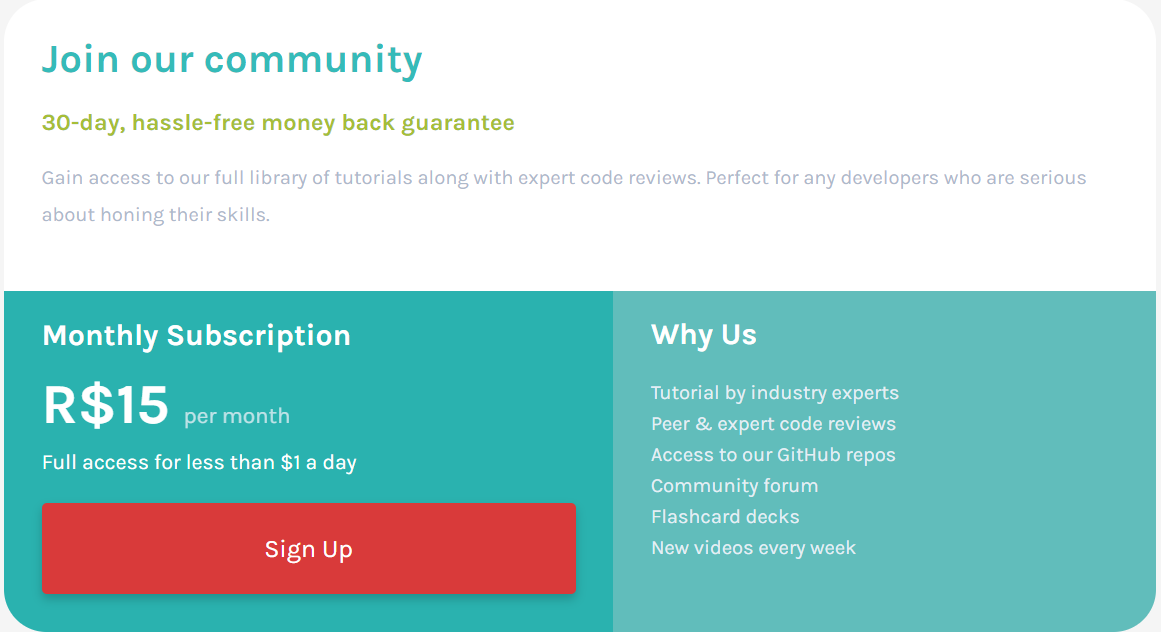 Join our community
30-day, hassle-free money back guarantee
Gain access to our full library of tutorials along with expert code reviews. Perfect for any developers who are serious
about honing their skills.
Monthly Subscription
R$15 per month
Full access for less than $1 a day
Sign Up
Why Us
Tutorial by industry experts
Peer & expert code reviews
Access to our GitHub repos
Community forum
Flashcard decks
New videos every week